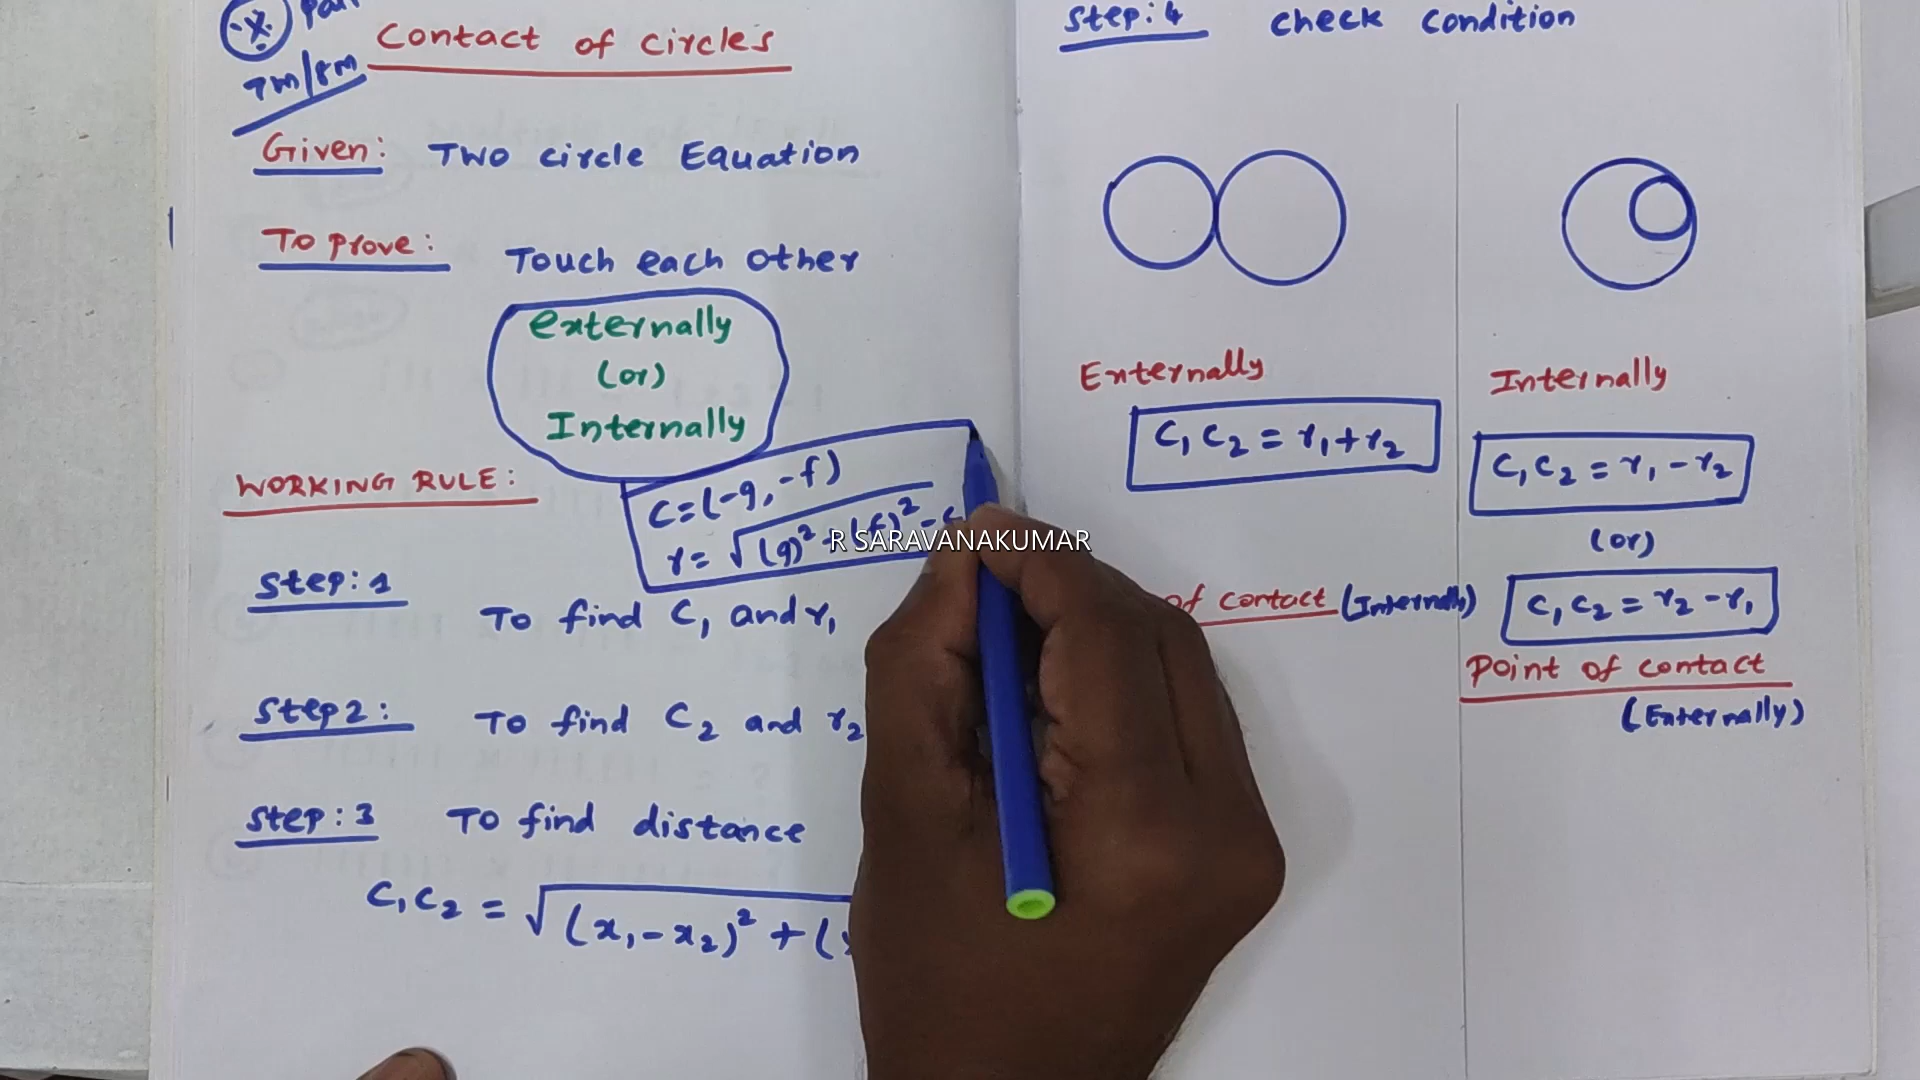 Contact of Circles
7m/8m
Given: Two circle Equation
To prove: Touch each other
Externally
(or)
Internally
WORKING RULE:
C=(-g,-f)
r=√(g)²+(f)²-c
Step:1 To find C₁ and r₁
Step2: To find C₂ and r₂
Step:3 To find distance
C₁C₂ = √(x₁-x₂)²+(
Step:4 Check Condition
Externally
C₁C₂ = r₁+r₂
of contact (Internally)
Internally
C₁C₂ = r₁-r₂
(or)
C₁C₂ = r₂-r₁
Point of contact
(Externally)
R SARAVANAKUMAR